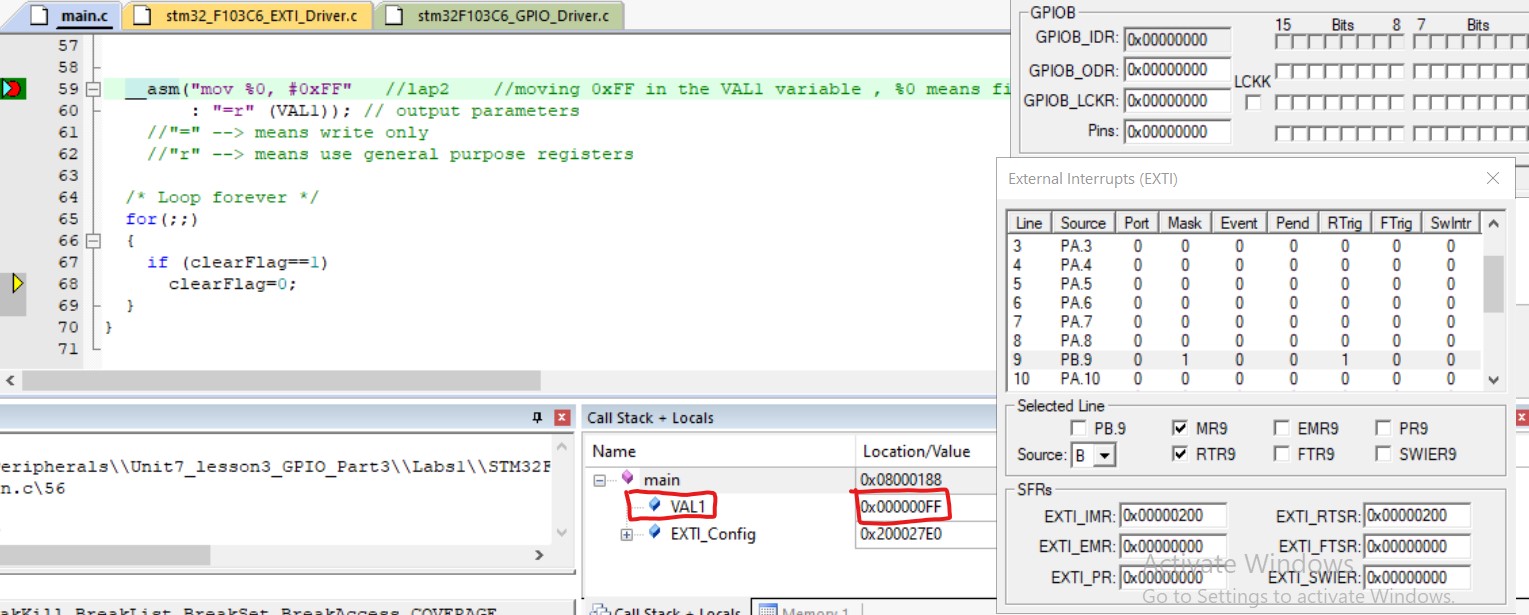 main.c stm32_F103C6_EXTI_Driver.c stm32F103C6_GPIO_Driver.c
57
58
59 __asm("mov %0, #0xFF" //lap2 //moving 0xFF in the VAL1 variable , %0 means fi
60 : "=r" (VAL1)); // output parameters
61 //"=" --> means write only
62 //"r" --> means use general purpose registers
63
64 /* Loop forever */
65 for(;;)
66 {
67 if (clearFlag==1)
68 clearFlag=0;
69 }
70 }
71
GPIOB
15 Bits 8 7 Bits
GPIOB_IDR: 0x00000000
GPIOB_ODR: 0x00000000
LCKK
GPIOB_LCKR: 0x00000000
Pins: 0x00000000
External Interrupts (EXTI)
Line Source Port Mask Event Pend RTrig FTrig SwIntr
3 PA.3 0 0 0 0 0 0 0
4 PA.4 0 0 0 0 0 0 0
5 PA.5 0 0 0 0 0 0 0
6 PA.6 0 0 0 0 0 0 0
7 PA.7 0 0 0 0 0 0 0
8 PA.8 0 0 0 0 0 0 0
9 PB.9 0 1 0 0 1 0 0
10 PA.10 0 0 0 0 0 0 0
Selected Line
PB.9 MR9 EMR9 PR9
Source: B RTR9 FTR9 SWIER9
SFRs
EXTI_IMR: 0x00000200 EXTI_RTSR: 0x00000200
EXTI_EMR: 0x00000000 EXTI_FTSR: 0x00000000
EXTI_PR: 0x00000000 EXTI_SWIER: 0x00000000
Activate Windows
Go to Settings to activate Windows.
eripherals\\Unit7_lesson3_GPIO_Part3\\Labs1\\STM32F
n.c\56
Call Stack + Locals
Name Location/Value
main 0x08000188
VAL1 0x000000FF
EXTI_Config 0x200027E0
akKill BreakList BreakSet BreakAccess COVERAGE
Call Stack + Locals Memory 1